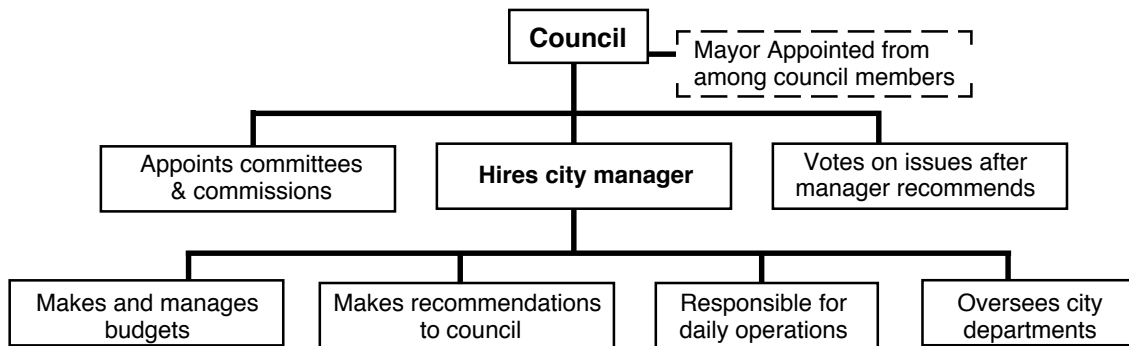 Council
Mayor Appointed from
among council members
Appoints committees
& commissions
Hires city manager
Votes on issues after
manager recommends
Makes and manages
budgets
Makes recommendations
to council
Responsible for
daily operations
Oversees city
departments